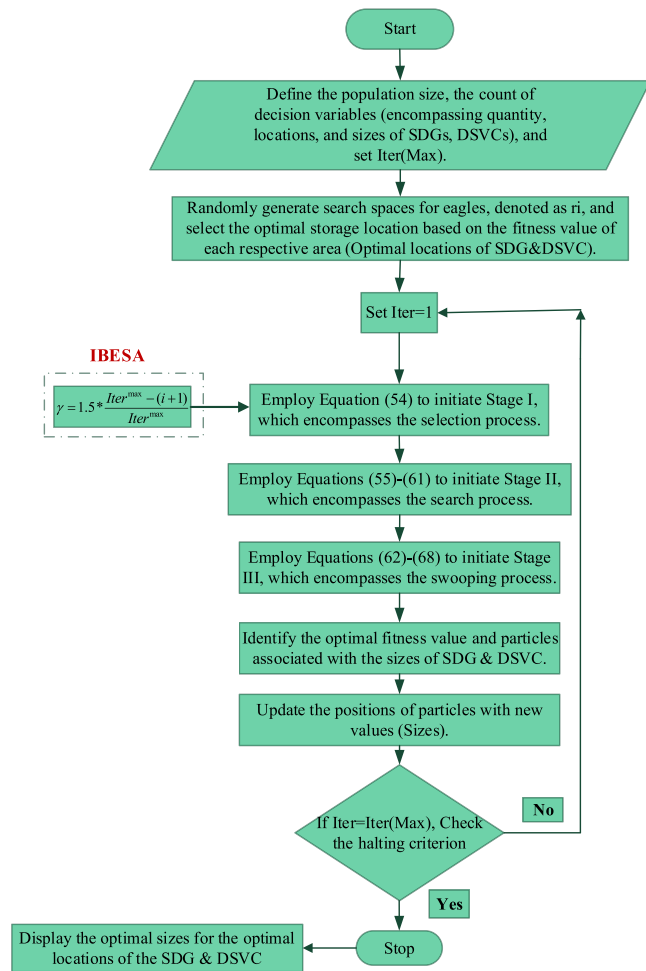 Start
Define the population size, the count of
decision variables (encompassing quantity,
locations, and sizes of SDGs, DSVCs), and
set Iter(Max).
Randomly generate search spaces for eagles, denoted as ri, and
select the optimal storage location based on the fitness value of
each respective area (Optimal locations of SDG&DSVC).
Set Iter=1
IBESA
γ = 1.5* (Iter^max − (i + 1)) / Iter^max
Employ Equation (54) to initiate Stage I,
which encompasses the selection process.
Employ Equations (55)-(61) to initiate Stage II,
which encompasses the search process.
Employ Equations (62)-(68) to initiate Stage
III, which encompasses the swooping process.
Identify the optimal fitness value and particles
associated with the sizes of SDG & DSVC.
Update the positions of particles with new
values (Sizes).
If Iter=Iter(Max), Check
the halting criterion
No
Yes
Stop
Display the optimal sizes for the optimal
locations of the SDG & DSVC